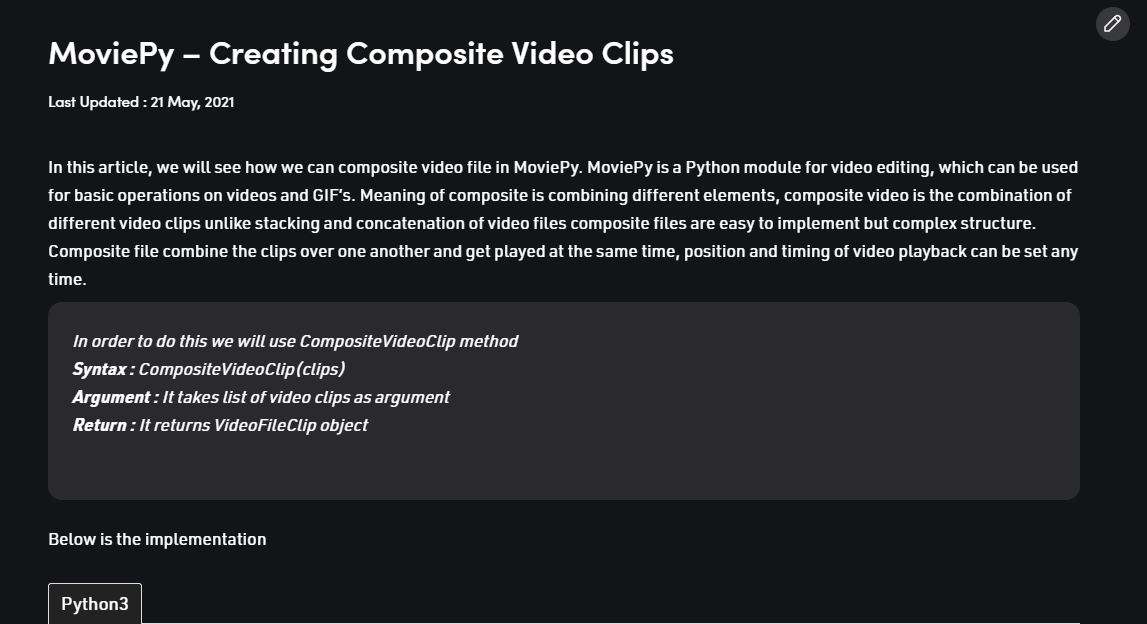 MoviePy – Creating Composite Video Clips
Last Updated : 21 May, 2021
In this article, we will see how we can composite video file in MoviePy. MoviePy is a Python module for video editing, which can be used
for basic operations on videos and GIF’s. Meaning of composite is combining different elements, composite video is the combination of
different video clips unlike stacking and concatenation of video files composite files are easy to implement but complex structure.
Composite file combine the clips over one another and get played at the same time, position and timing of video playback can be set any
time.
In order to do this we will use CompositeVideoClip method
Syntax : CompositeVideoClip(clips)
Argument : It takes list of video clips as argument
Return : It returns VideoFileClip object
Below is the implementation
Python3